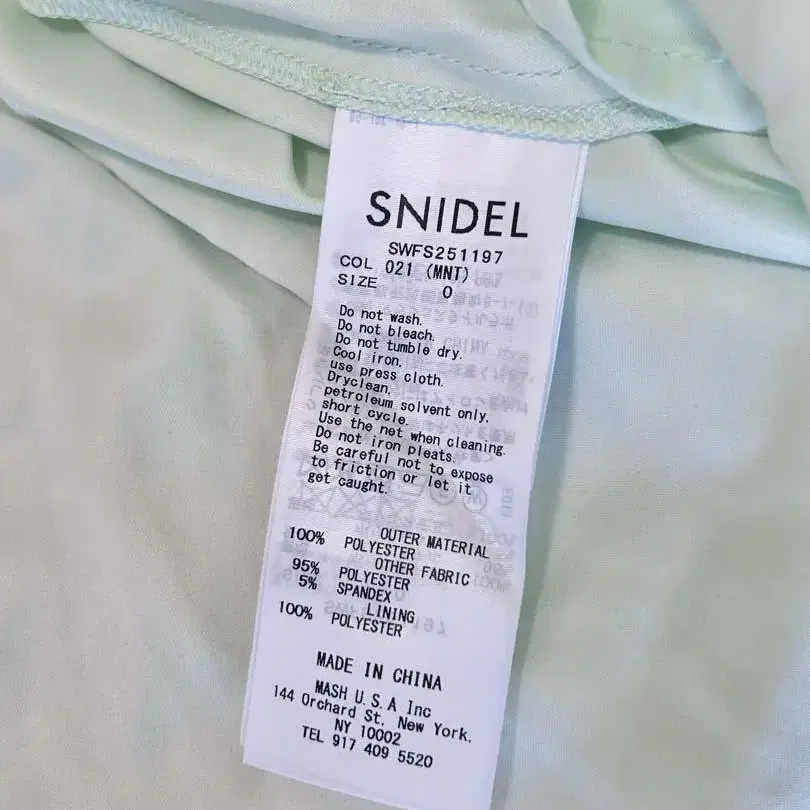 SNIDEL
SWFS251197
COL 021 (MNT)
SIZE 0
Do not wash.
Do not bleach.
Do not tumble dry.
Cool iron,
use press cloth.
Dryclean,
petroleum solvent only,
short cycle.
Use the net when cleaning.
Do not iron pleats.
Be careful not to expose
to friction or let it
get caught.
OUTER MATERIAL
100% POLYESTER
OTHER FABRIC
95% POLYESTER
5% SPANDEX
LINING
100% POLYESTER
MADE IN CHINA
MASH U.S.A Inc
144 Orchard St, New York.
NY 10002
TEL 917 409 5520